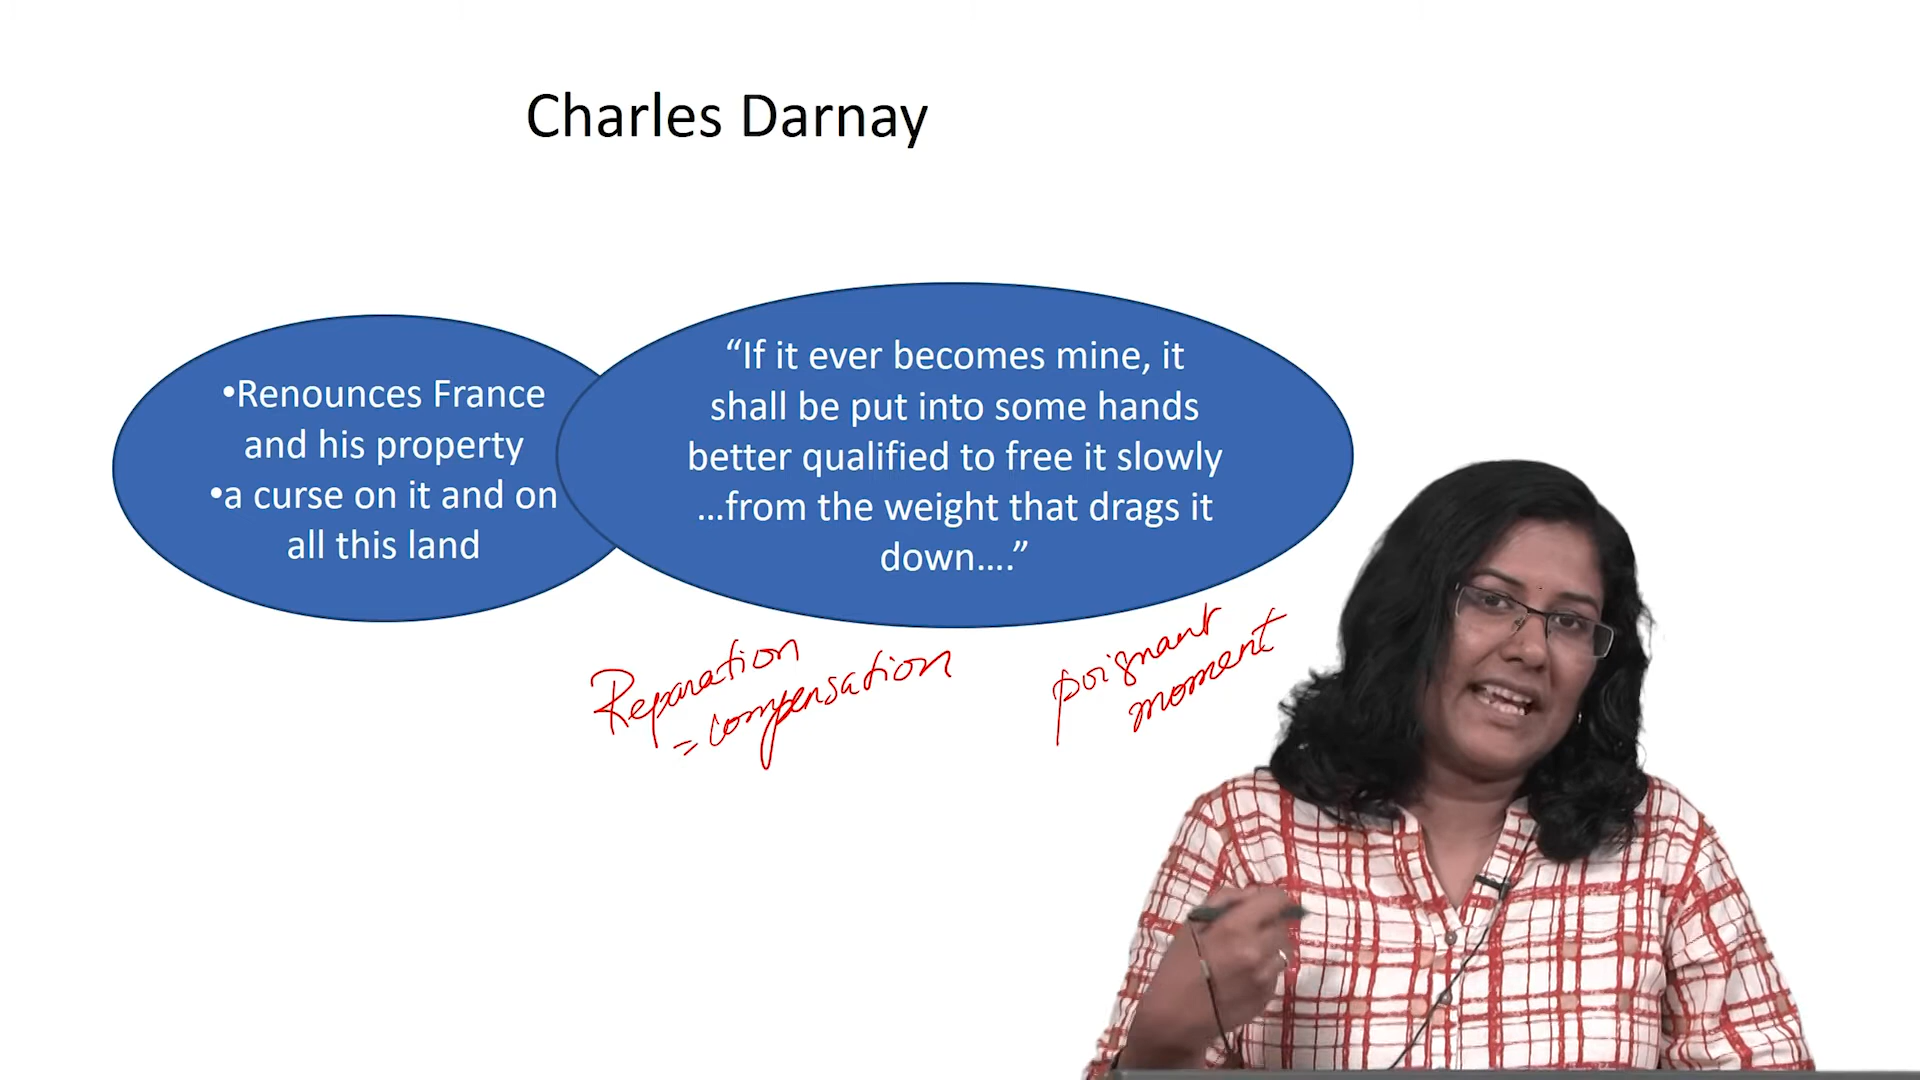 Charles Darnay
•Renounces France
and his property
•a curse on it and on
all this land
“If it ever becomes mine, it
shall be put into some hands
better qualified to free it slowly
…from the weight that drags it
down….”
Reparation
= compensation
poignant
moment